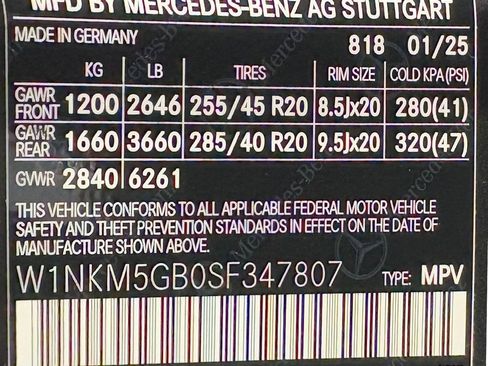 MFD BY MERCEDES-BENZ AG STUTTGART
MADE IN GERMANY 818 01/25
KG LB TIRES RIM SIZE COLD KPA(PSI)
GAWR FRONT 1200 2646 255/45 R20 8.5Jx20 280(41)
GAWR REAR 1660 3660 285/40 R20 9.5Jx20 320(47)
GVWR 2840 6261
THIS VEHICLE CONFORMS TO ALL APPLICABLE FEDERAL MOTOR VEHICLE
SAFETY AND THEFT PREVENTION STANDARDS IN EFFECT ON THE DATE OF
MANUFACTURE SHOWN ABOVE.
W1NKM5GB0SF347807 TYPE: MPV